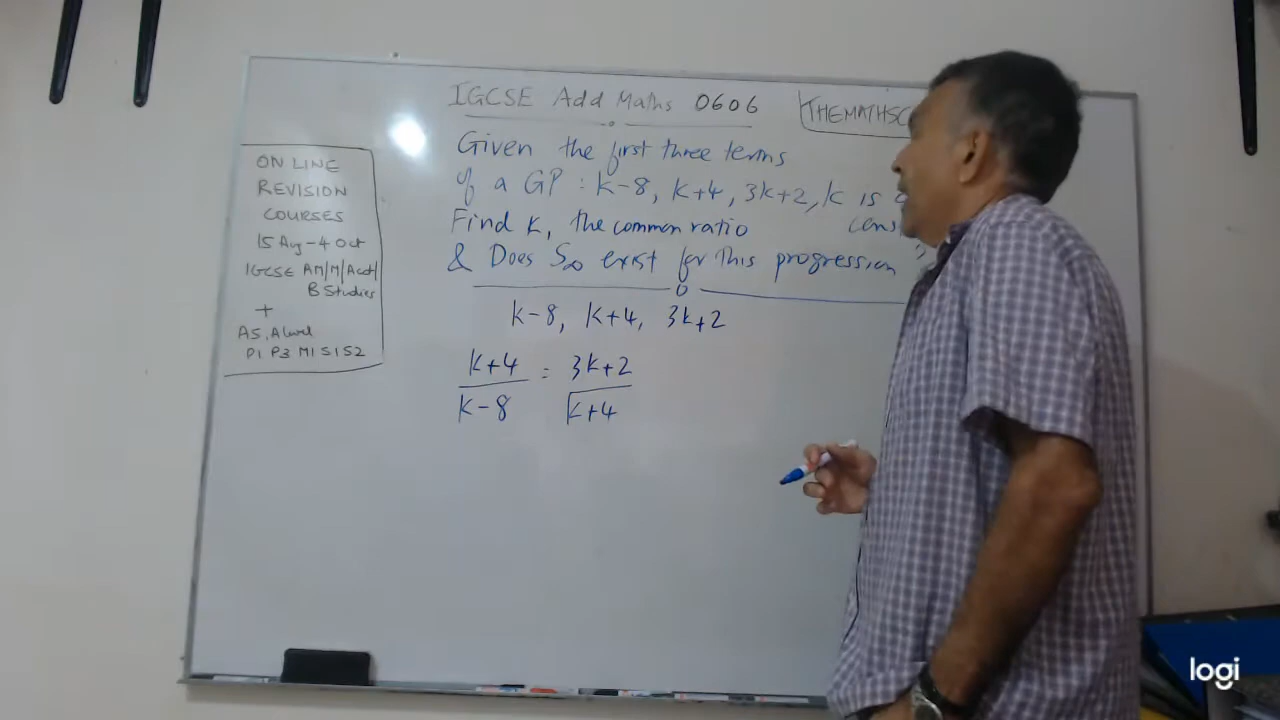 IGCSE Add Maths 0606
THEMATHSC
Given the first three terms
of a GP : k-8, k+4, 3k+2, k is
Find k, the common ratio
& Does S∞ exist for this progression ?
k-8, k+4, 3k+2
k+4 = 3k+2
k-8 k+4
ON LINE
REVISION
COURSES
15 Aug-4 Oct
IGCSE AM/M/Acct/
B Studies
+
AS, A Level
P1 P3 M1 S1 S2
logi